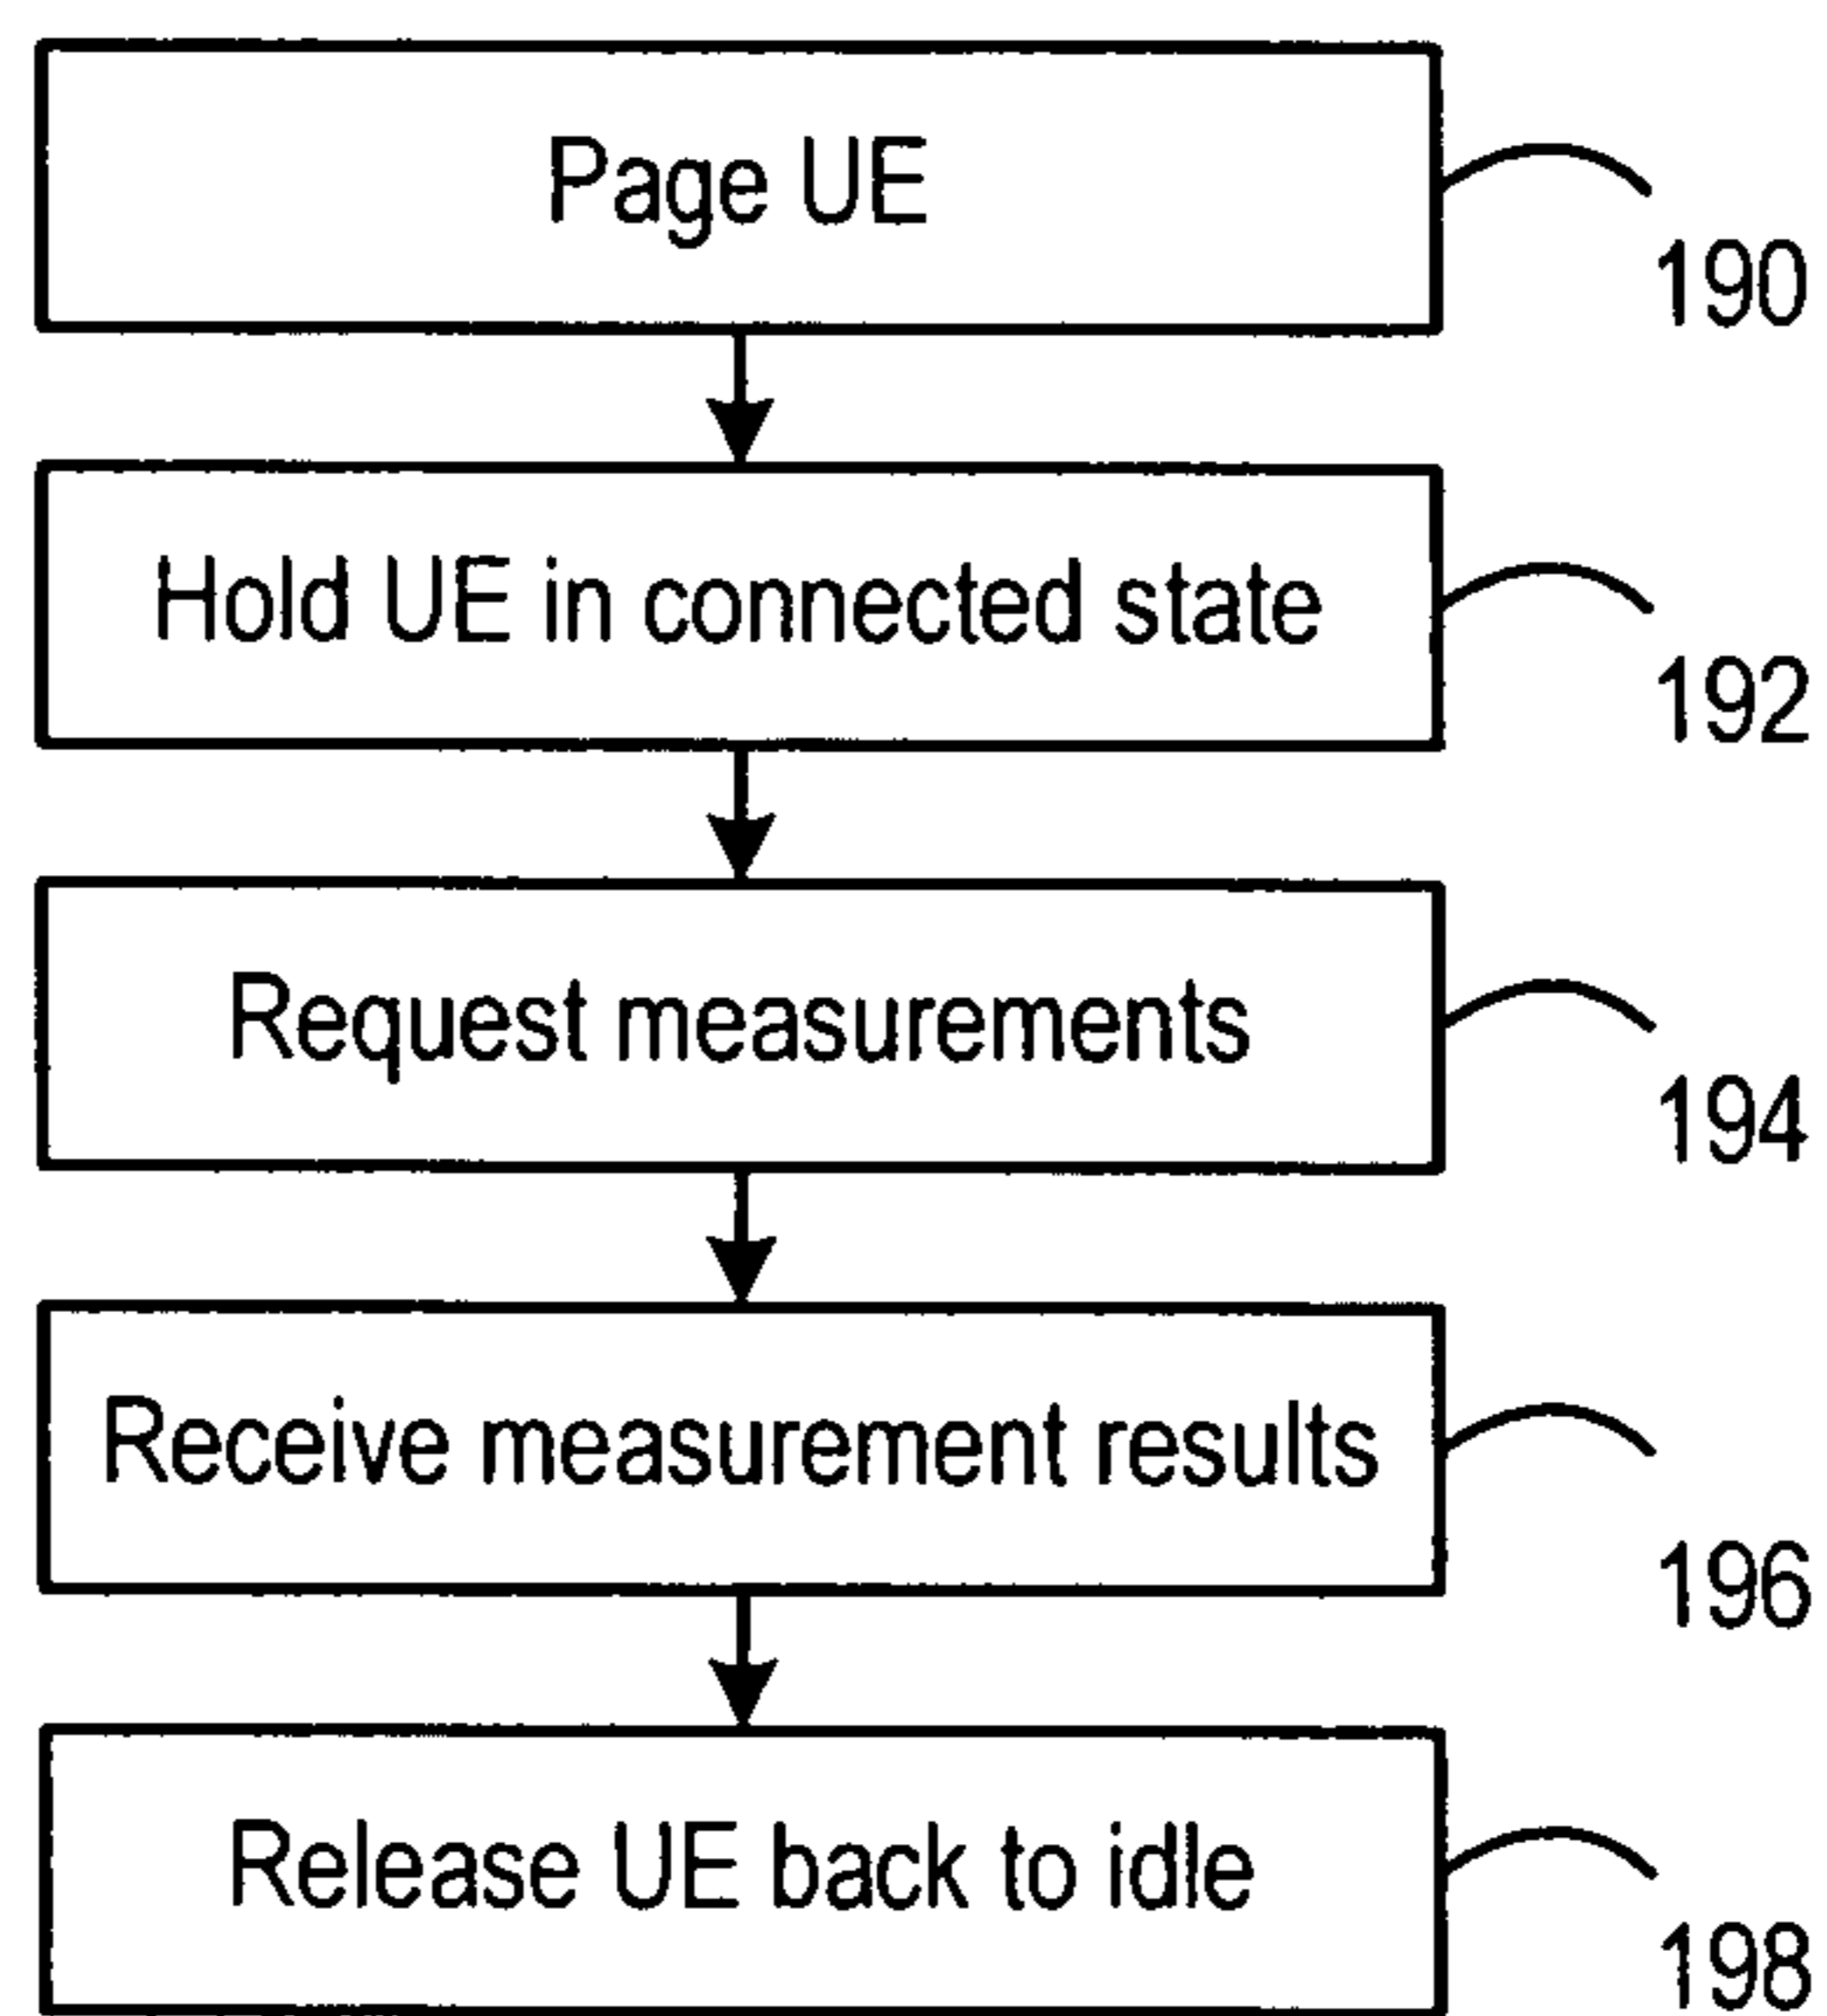 Page UE
190
Hold UE in connected state
192
Request measurements
194
Receive measurement results
196
Release UE back to idle
198